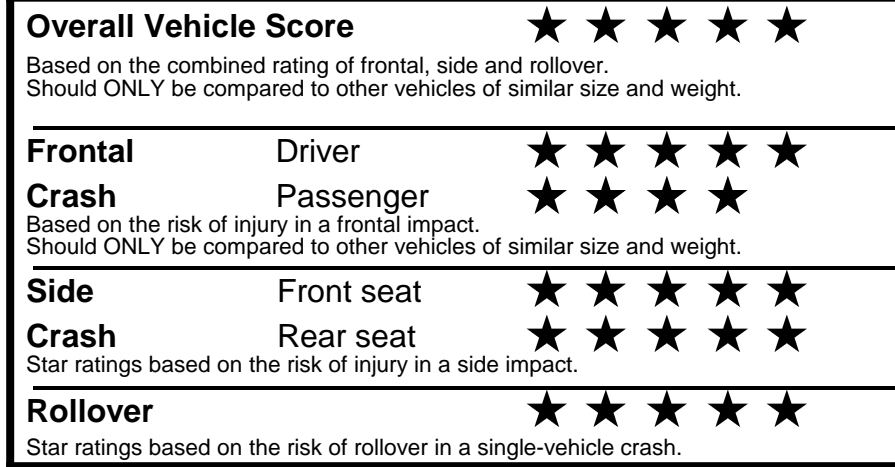 Overall Vehicle Score ★ ★ ★ ★ ★
Based on the combined rating of frontal, side and rollover.
Should ONLY be compared to other vehicles of similar size and weight.
Frontal Driver ★ ★ ★ ★ ★
Crash Passenger ★ ★ ★ ★
Based on the risk of injury in a frontal impact.
Should ONLY be compared to other vehicles of similar size and weight.
Side Front seat ★ ★ ★ ★ ★
Crash Rear seat ★ ★ ★ ★ ★
Star ratings based on the risk of injury in a side impact.
Rollover ★ ★ ★ ★ ★
Star ratings based on the risk of rollover in a single-vehicle crash.